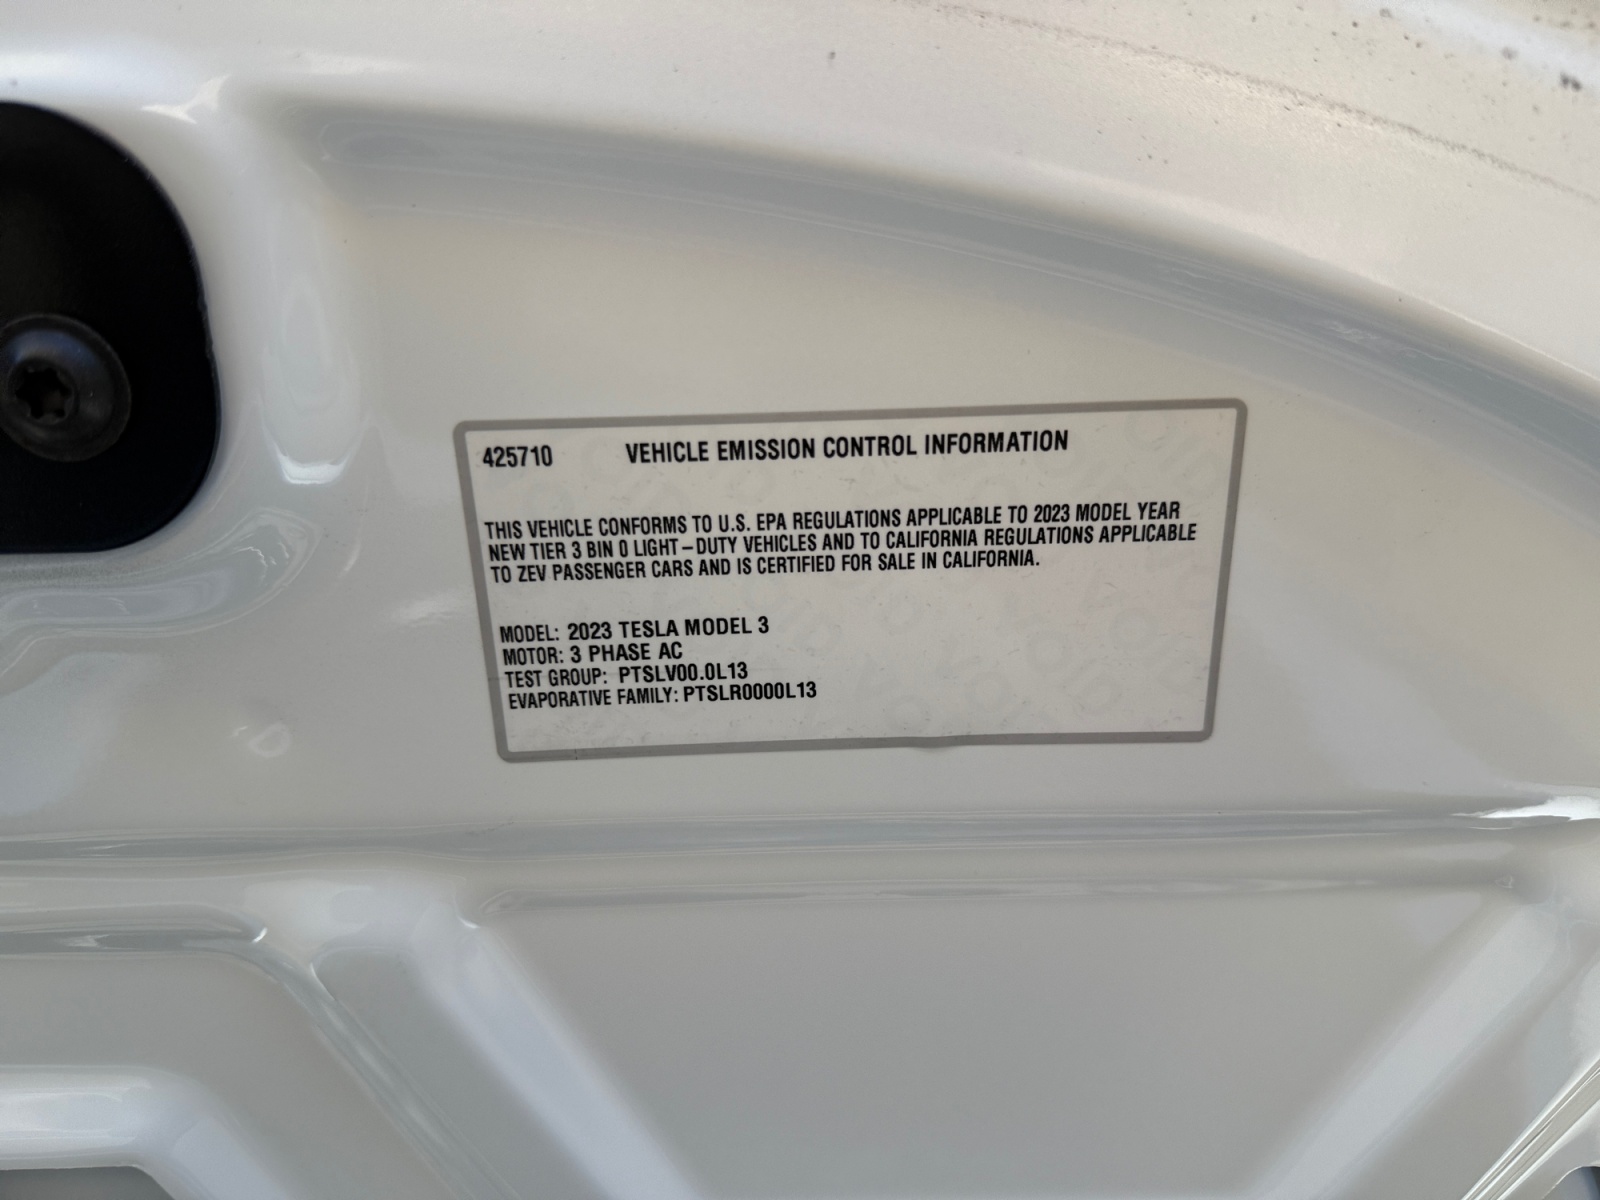 425710 VEHICLE EMISSION CONTROL INFORMATION
THIS VEHICLE CONFORMS TO U.S. EPA REGULATIONS APPLICABLE TO 2023 MODEL YEAR
NEW TIER 3 BIN 0 LIGHT-DUTY VEHICLES AND TO CALIFORNIA REGULATIONS APPLICABLE
TO ZEV PASSENGER CARS AND IS CERTIFIED FOR SALE IN CALIFORNIA.
MODEL: 2023 TESLA MODEL 3
MOTOR: 3 PHASE AC
TEST GROUP: PTSLV00.0L13
EVAPORATIVE FAMILY: PTSLR0000L13